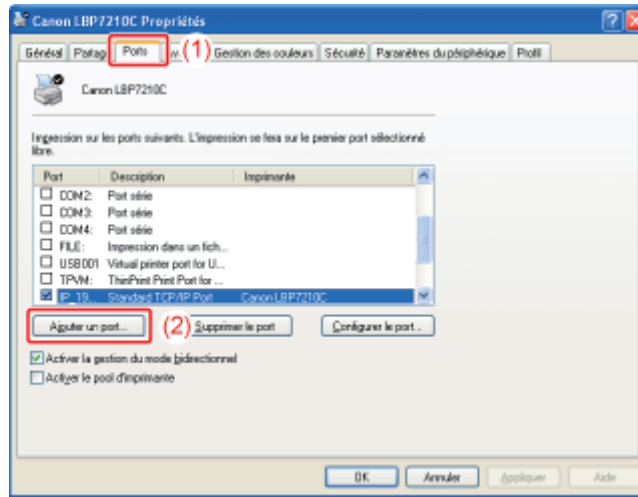 Canon LBP7210C Propriétés
Général Partag Ports (1) Gestion des couleurs Sécurité Paramètres du périphérique Profil
Canon LBP7210C
Impression sur les ports suivants. L'impression se fera sur le premier port sélectionné
libre.
Port Description Imprimante
COM2: Port série
COM3: Port série
COM4: Port série
FILE: Impression dans un fich...
USB001 Virtual printer port for U...
TPVM: ThinPrint Print Port for ...
IP_19... Standard TCP/IP Port Canon LBP7210C
Ajouter un port... (2) Supprimer le port Configurer le port...
Activer la gestion du mode bidirectionnel
Activer le pool d'imprimante
OK Annuler Appliquer Aide